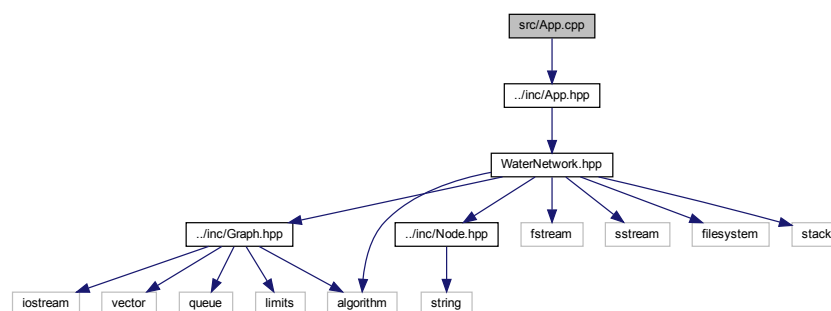 src/App.cpp
../inc/App.hpp
WaterNetwork.hpp
../inc/Graph.hpp
../inc/Node.hpp
fstream
sstream
filesystem
stack
iostream
vector
queue
limits
algorithm
string